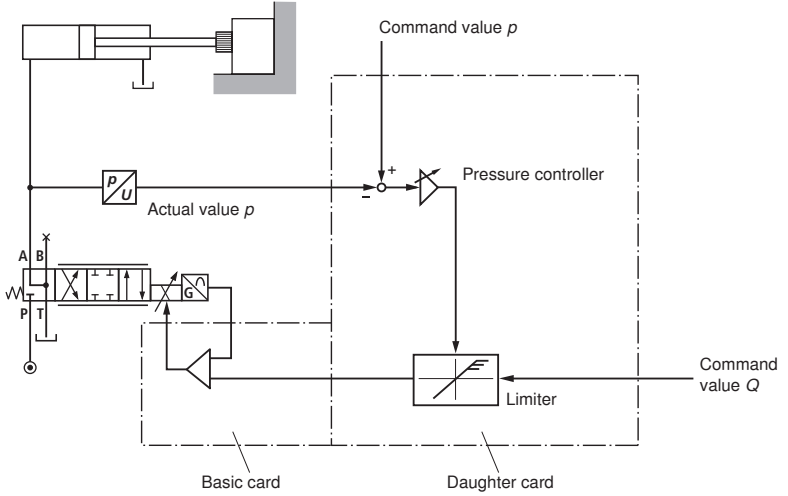 Command value p
+
Pressure controller
p
U
–
Actual value p
A B
G
P T
Command
value Q
Limiter
Basic card
Daughter card